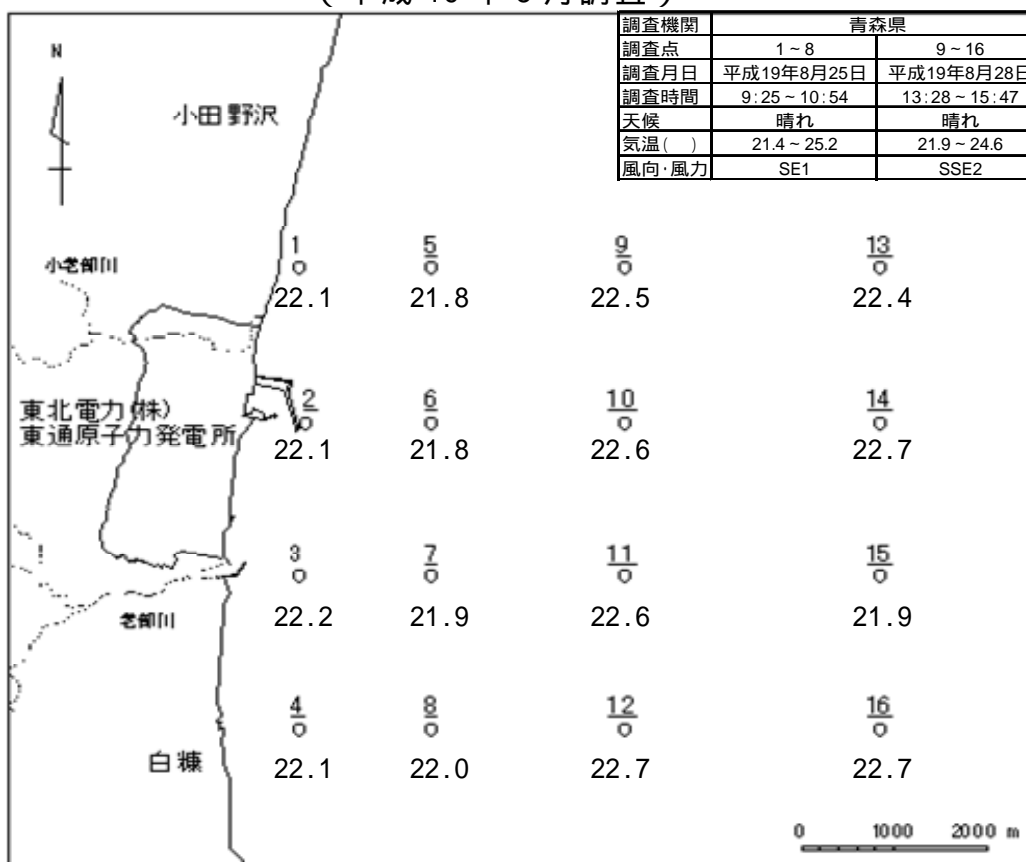 調査機関 青森県
調査点 1~8 9~16
調査月日 平成19年8月25日 平成19年8月28日
調査時間 9:25~10:54 13:28~15:47
天候 晴れ 晴れ
気温( ) 21.4~25.2 21.9~24.6
風向・風力 SE1 SSE2
N
小田野沢
小老部川
1 5 9 13
22.1 21.8 22.5 22.4
東北電力(株)
東通原子力発電所
2 6 10 14
22.1 21.8 22.6 22.7
3 7 11 15
22.2 21.9 22.6 21.9
老部川
4 8 12 16
22.1 22.0 22.7 22.7
白糠
0 1000 2000 m